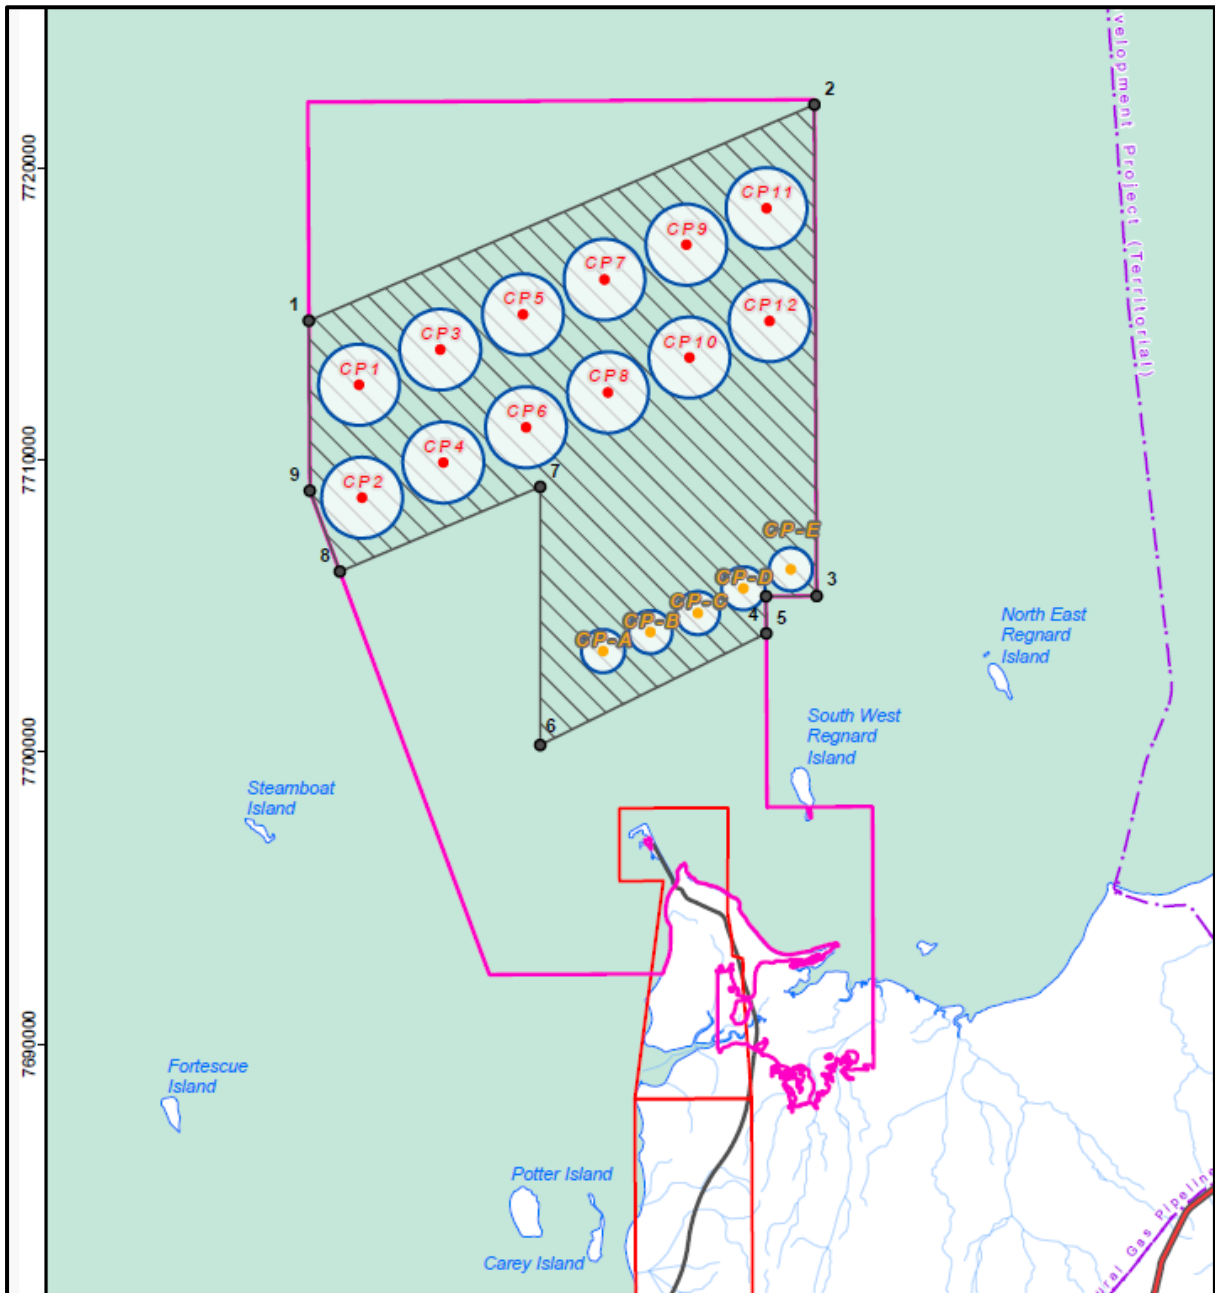 velopment Project (Territorial)
2
7720000
CP11
CP9
CP7
CP12
CP5
1
CP3
CP10
CP1
CP8
CP6
7710000
CP4
7
9
CP2
CP-E
8
CP-D
3
CP-C
4
5
CP-B
CP-A
North East
Regnard
Island
6
South West
Regnard
Island
7700000
Steamboat
Island
7690000
Fortescue
Island
Potter Island
Carey Island
ural Gas Pipeline